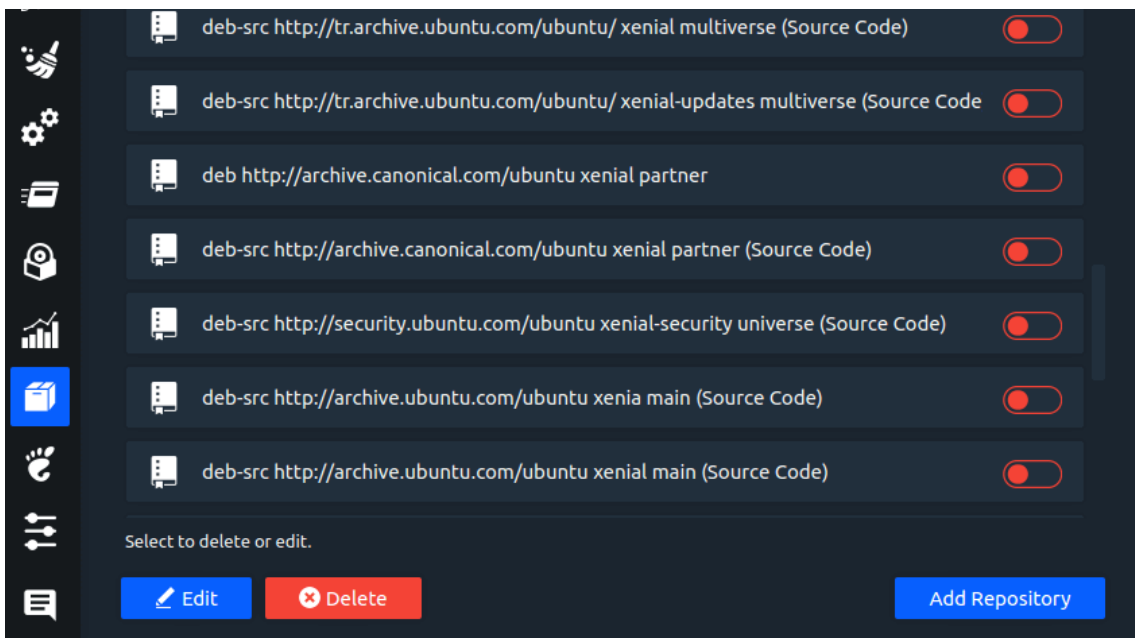 deb-src http://tr.archive.ubuntu.com/ubuntu/ xenial multiverse (Source Code)
deb-src http://tr.archive.ubuntu.com/ubuntu/ xenial-updates multiverse (Source Code
deb http://archive.canonical.com/ubuntu xenial partner
deb-src http://archive.canonical.com/ubuntu xenial partner (Source Code)
deb-src http://security.ubuntu.com/ubuntu xenial-security universe (Source Code)
deb-src http://archive.ubuntu.com/ubuntu xenia main (Source Code)
deb-src http://archive.ubuntu.com/ubuntu xenial main (Source Code)
Select to delete or edit.
Edit Delete Add Repository